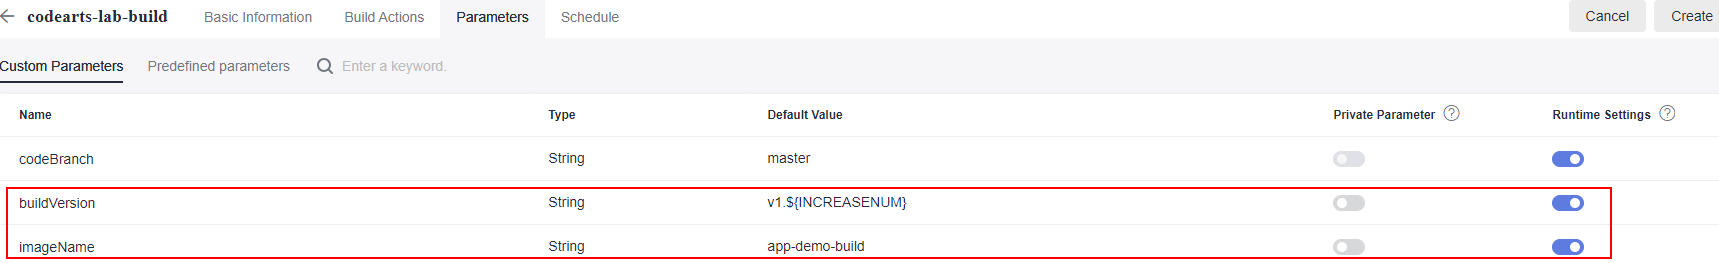 codearts-lab-build Basic Information Build Actions Parameters Schedule Cancel Create
Custom Parameters Predefined parameters Enter a keyword.
Name Type Default Value Private Parameter ? Runtime Settings ?
codeBranch String master
buildVersion String v1.${INCREASENUM}
imageName String app-demo-build